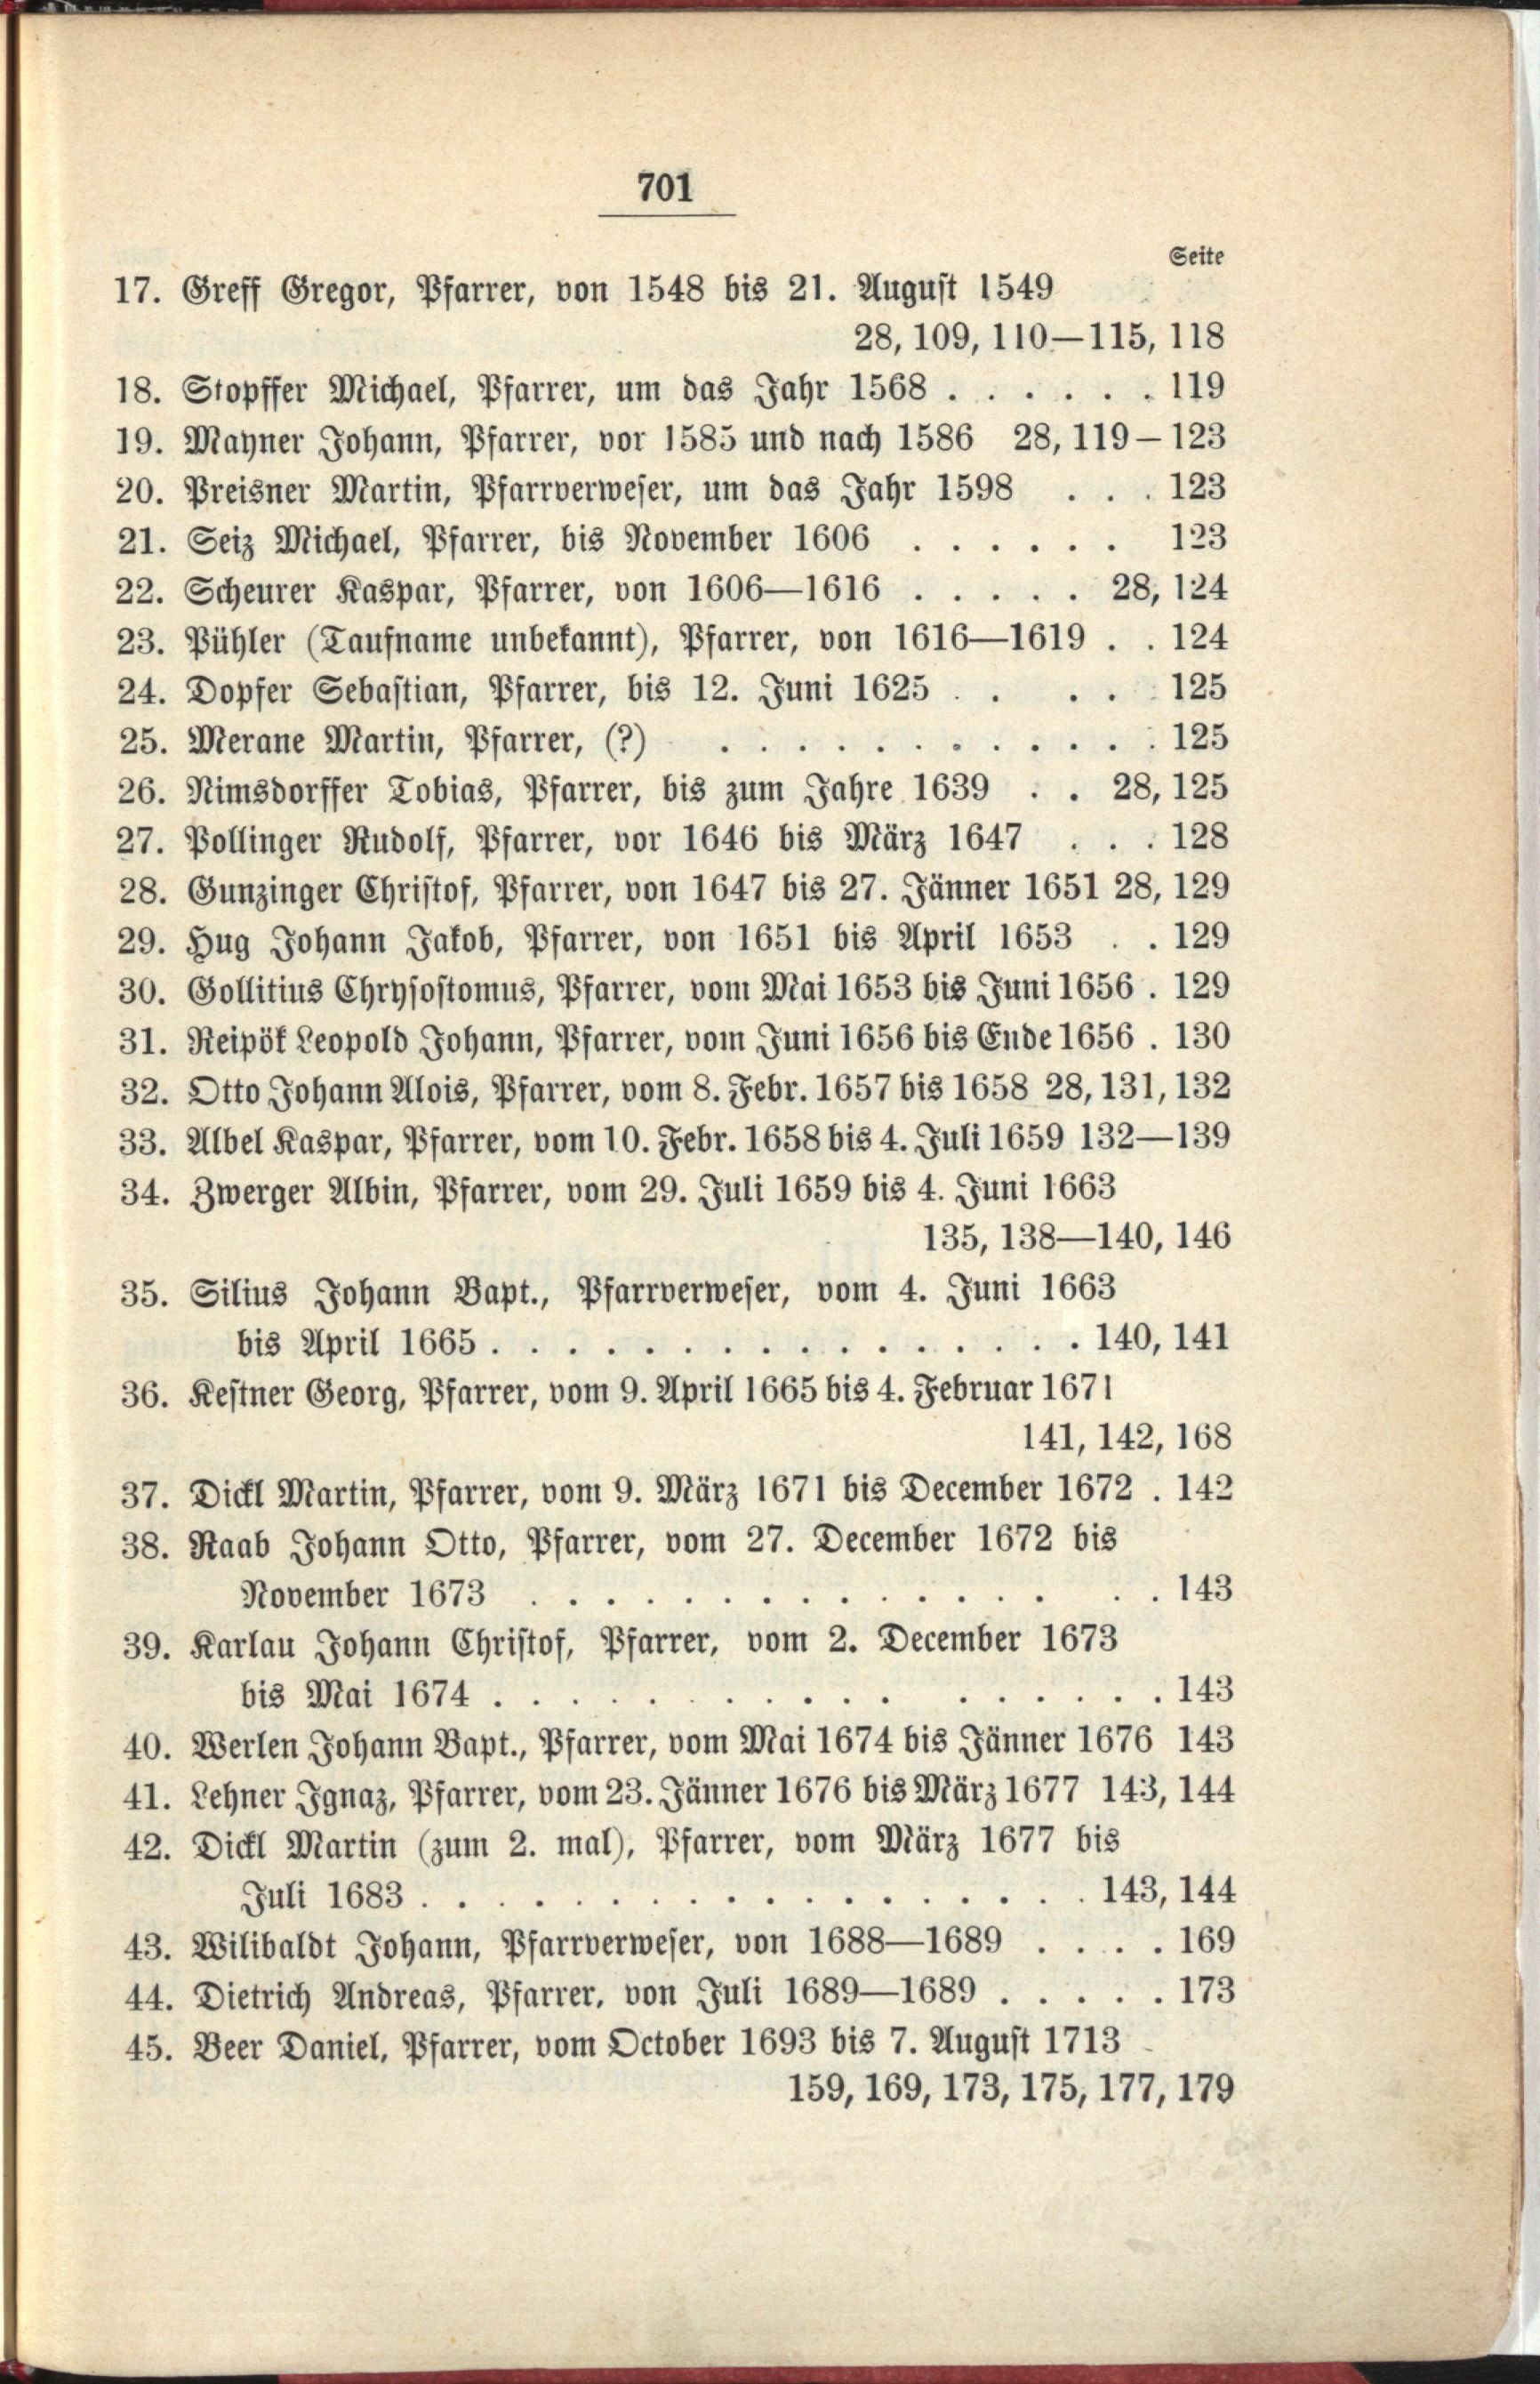 701
Seite
17. Greff Gregor, Pfarrer, von 1548 bis 21. August 1549
28, 109, 110—115, 118
18. Stopffer Michael, Pfarrer, um das Jahr 1568 . . . . . . 119
19. Mayner Johann, Pfarrer, vor 1585 und nach 1586 28, 119–123
20. Preisner Martin, Pfarrverweser, um das Jahr 1598 . . . 123
21. Seiz Michael, Pfarrer, bis November 1606 . . . . . . 123
22. Scheurer Kaspar, Pfarrer, von 1606—1616 . . . . . 28, 124
23. Pühler (Taufname unbekannt), Pfarrer, von 1616—1619 . . 124
24. Dopfer Sebastian, Pfarrer, bis 12. Juni 1625 . . . . . 125
25. Merane Martin, Pfarrer, (?) . . . . . . . . . . . . 125
26. Nimsdorffer Tobias, Pfarrer, bis zum Jahre 1639 . . 28, 125
27. Pollinger Rudolf, Pfarrer, vor 1646 bis März 1647 . . . 128
28. Gunzinger Christof, Pfarrer, von 1647 bis 27. Jänner 1651 28, 129
29. Hug Johann Jakob, Pfarrer, von 1651 bis April 1653 . . 129
30. Gollitius Chrysostomus, Pfarrer, vom Mai 1653 bis Juni 1656 . 129
31. Reipök Leopold Johann, Pfarrer, vom Juni 1656 bis Ende 1656 . 130
32. Otto Johann Alois, Pfarrer, vom 8. Febr. 1657 bis 1658 28, 131, 132
33. Albel Kaspar, Pfarrer, vom 10. Febr. 1658 bis 4. Juli 1659 132—139
34. Zwerger Albin, Pfarrer, vom 29. Juli 1659 bis 4. Juni 1663
135, 138—140, 146
35. Silius Johann Bapt., Pfarrverweser, vom 4. Juni 1663
bis April 1665 . . . . . . . . . . . . . . . . 140, 141
36. Kestner Georg, Pfarrer, vom 9. April 1665 bis 4. Februar 1671
141, 142, 168
37. Dickl Martin, Pfarrer, vom 9. März 1671 bis December 1672 . 142
38. Raab Johann Otto, Pfarrer, vom 27. December 1672 bis
November 1673 . . . . . . . . . . . . . . . . 143
39. Karlau Johann Christof, Pfarrer, vom 2. December 1673
bis Mai 1674 . . . . . . . . . . . . . . . . . 143
40. Werlen Johann Bapt., Pfarrer, vom Mai 1674 bis Jänner 1676 143
41. Lehner Ignaz, Pfarrer, vom 23. Jänner 1676 bis März 1677 143, 144
42. Dickl Martin (zum 2. mal), Pfarrer, vom März 1677 bis
Juli 1683 . . . . . . . . . . . . . . . . . . 143, 144
43. Wilibaldt Johann, Pfarrverweser, von 1688—1689 . . . . 169
44. Dietrich Andreas, Pfarrer, von Juli 1689—1689 . . . . . 173
45. Beer Daniel, Pfarrer, vom October 1693 bis 7. August 1713
159, 169, 173, 175, 177, 179